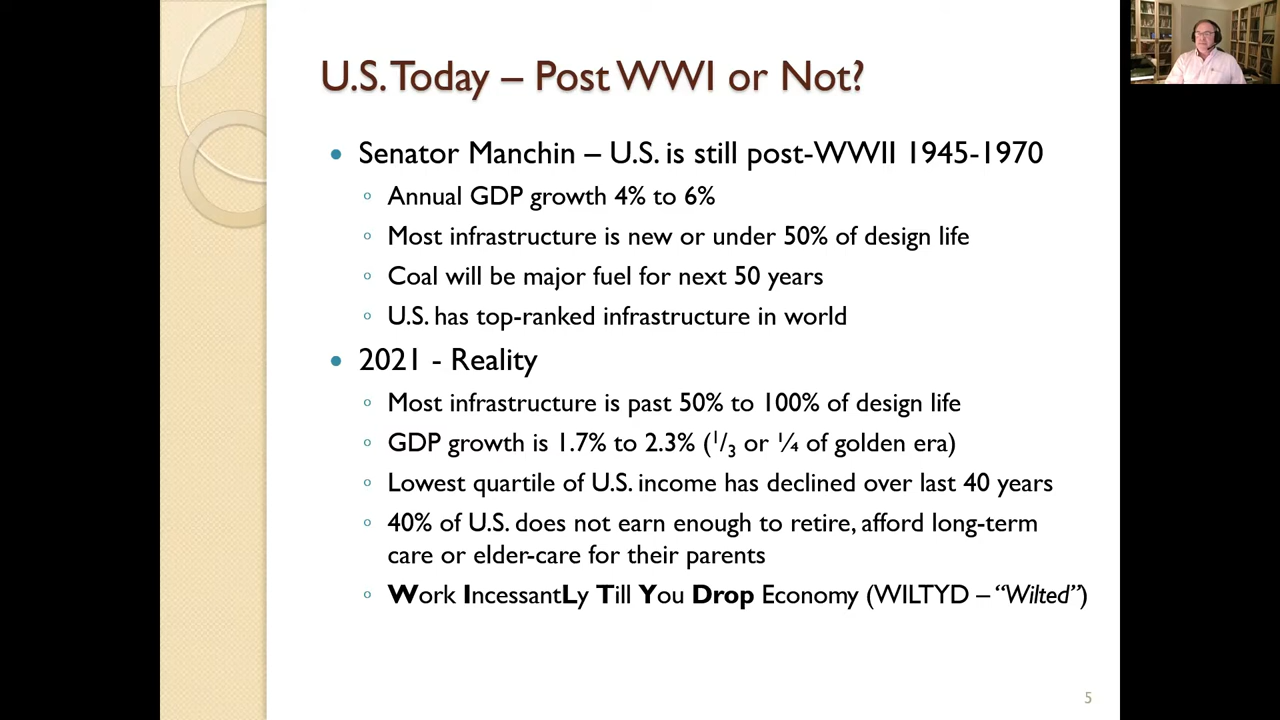 U.S. Today – Post WWI or Not?
• Senator Manchin – U.S. is still post-WWII 1945-1970
◦ Annual GDP growth 4% to 6%
◦ Most infrastructure is new or under 50% of design life
◦ Coal will be major fuel for next 50 years
◦ U.S. has top-ranked infrastructure in world
• 2021 - Reality
◦ Most infrastructure is past 50% to 100% of design life
◦ GDP growth is 1.7% to 2.3% (1/3 or ¼ of golden era)
◦ Lowest quartile of U.S. income has declined over last 40 years
◦ 40% of U.S. does not earn enough to retire, afford long-term
care or elder-care for their parents
◦ Work IncessantLy Till You Drop Economy (WILTYD – “Wilted”)
5